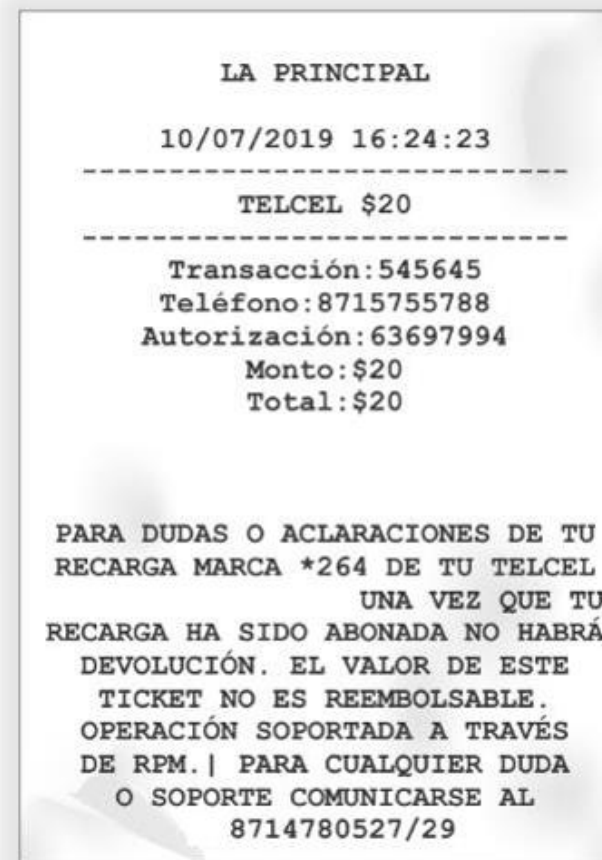 LA PRINCIPAL
10/07/2019 16:24:23
----------------------------
TELCEL $20
----------------------------
Transacción:545645
Teléfono:8715755788
Autorización:63697994
Monto:$20
Total:$20
PARA DUDAS O ACLARACIONES DE TU
RECARGA MARCA *264 DE TU TELCEL
UNA VEZ QUE TU
RECARGA HA SIDO ABONADA NO HABRÁ
DEVOLUCIÓN. EL VALOR DE ESTE
TICKET NO ES REEMBOLSABLE.
OPERACIÓN SOPORTADA A TRAVÉS
DE RPM.| PARA CUALQUIER DUDA
O SOPORTE COMUNICARSE AL
8714780527/29